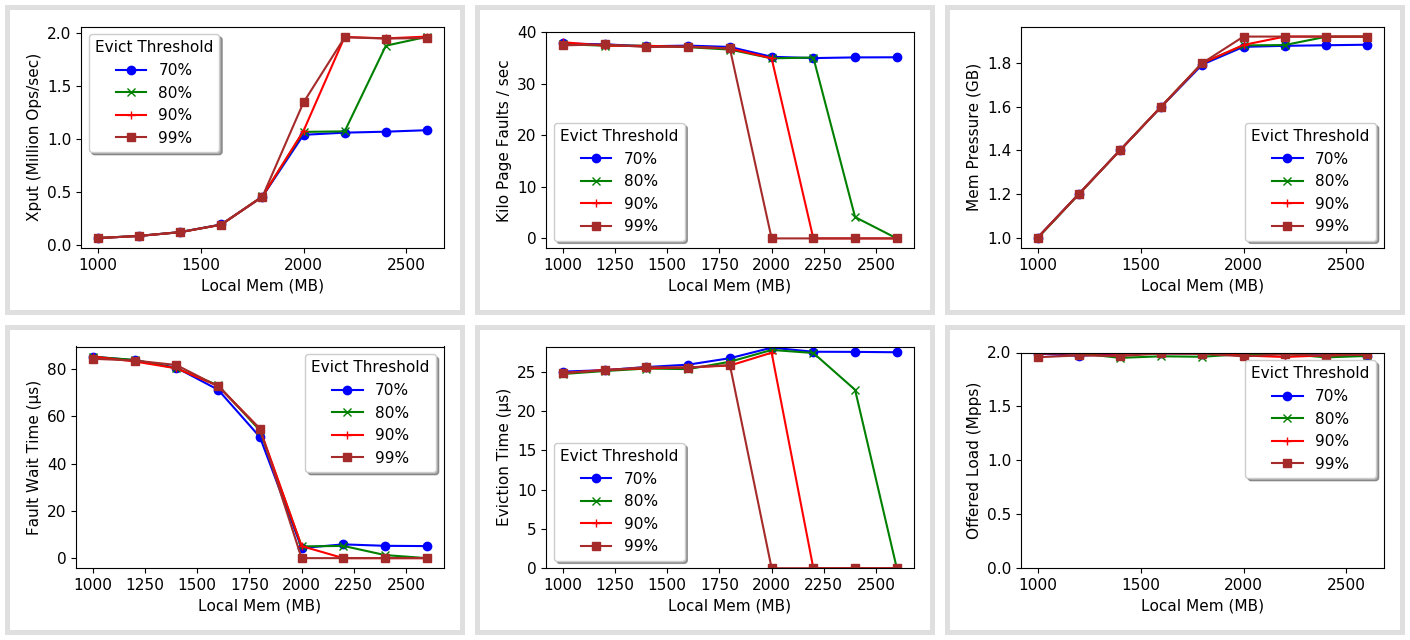 Xput (Million Ops/sec)
2.0
1.5
1.0
0.5
0.0
Evict Threshold
70%
80%
90%
99%
1000 1500 2000 2500
Local Mem (MB)
Kilo Page Faults / sec
40
30
20
10
0
Evict Threshold
70%
80%
90%
99%
1000 1250 1500 1750 2000 2250 2500
Local Mem (MB)
Mem Pressure (GB)
1.8
1.6
1.4
1.2
1.0
Evict Threshold
70%
80%
90%
99%
1000 1500 2000 2500
Local Mem (MB)
Fault Wait Time (µs)
80
60
40
20
0
Evict Threshold
70%
80%
90%
99%
1000 1250 1500 1750 2000 2250 2500
Local Mem (MB)
Eviction Time (µs)
25
20
15
10
5
0
Evict Threshold
70%
80%
90%
99%
1000 1250 1500 1750 2000 2250 2500
Local Mem (MB)
Offered Load (Mpps)
2.0
1.5
1.0
0.5
0.0
Evict Threshold
70%
80%
90%
99%
1000 1500 2000 2500
Local Mem (MB)